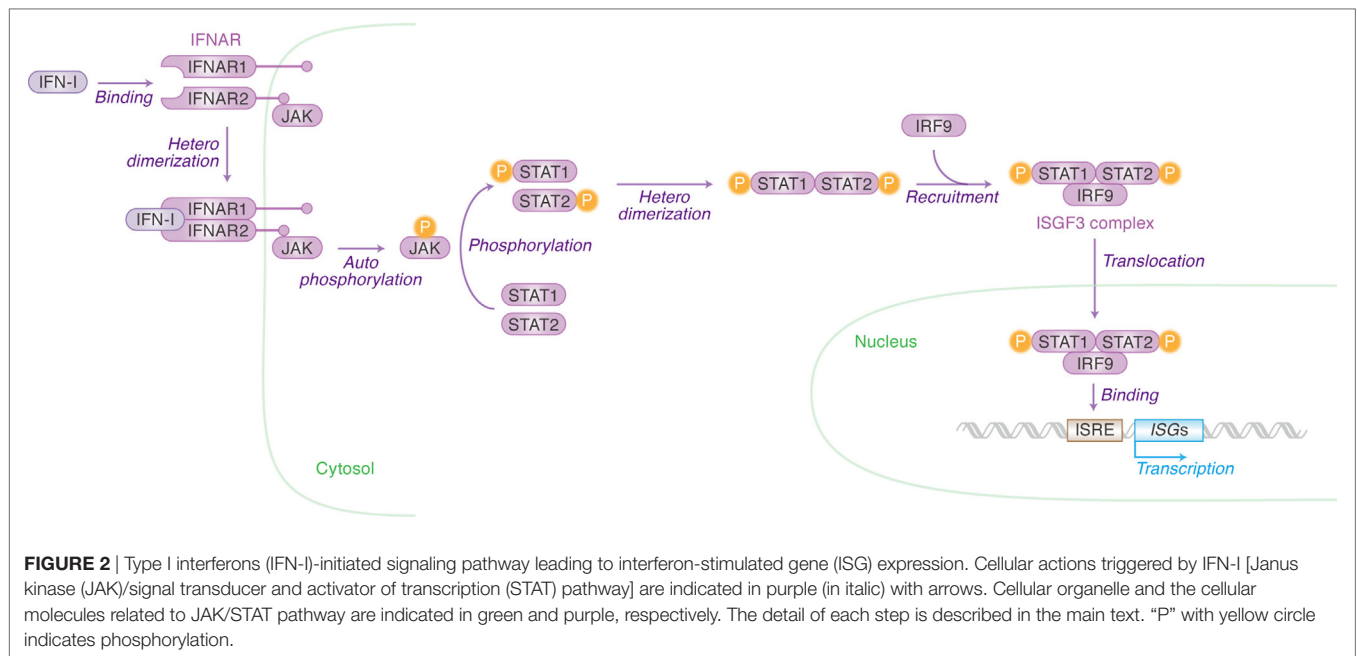 IFNAR
IFN-I
Binding
IFNAR1
IFNAR2
JAK
Hetero
dimerization
IFN-I
IFNAR1
IFNAR2
JAK
Auto
phosphorylation
P
JAK
Phosphorylation
P STAT1
STAT2 P
STAT1
STAT2
Hetero
dimerization
P STAT1 STAT2 P
IRF9
Recruitment
P STAT1 STAT2 P
IRF9
ISGF3 complex
Translocation
Nucleus
P STAT1 STAT2 P
IRF9
Binding
ISRE ISGs
Transcription
Cytosol
FIGURE 2 | Type I interferons (IFN-I)-initiated signaling pathway leading to interferon-stimulated gene (ISG) expression. Cellular actions triggered by IFN-I [Janus
kinase (JAK)/signal transducer and activator of transcription (STAT) pathway] are indicated in purple (in italic) with arrows. Cellular organelle and the cellular
molecules related to JAK/STAT pathway are indicated in green and purple, respectively. The detail of each step is described in the main text. “P” with yellow circle
indicates phosphorylation.